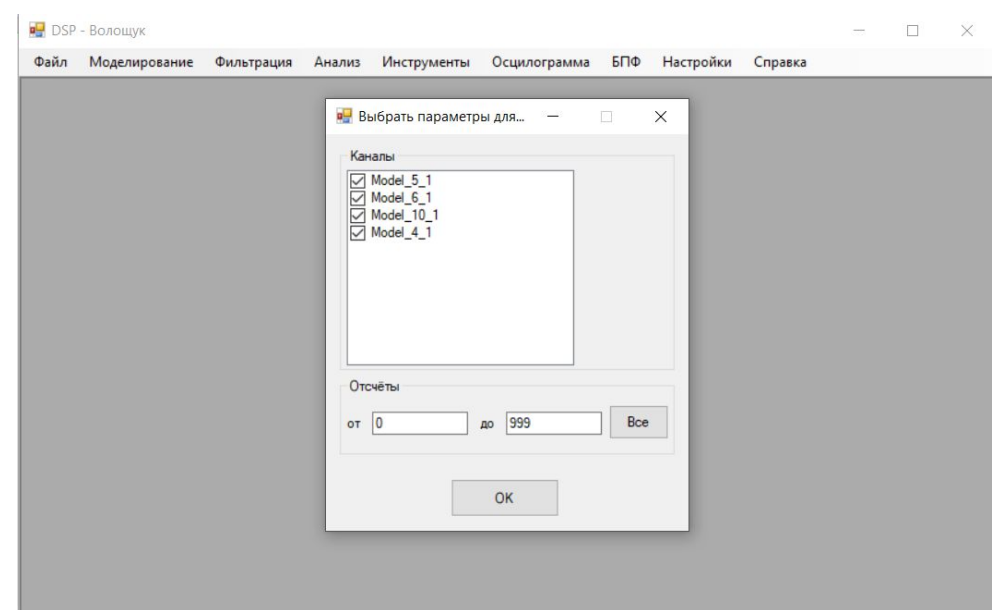 DSP - Волощук
Файл Моделирование Фильтрация Анализ Инструменты Осцилограмма БПФ Настройки Справка
Выбрать параметры для...
Каналы
Model_5_1
Model_6_1
Model_10_1
Model_4_1
Отсчёты
от 0 до 999 Все
OK